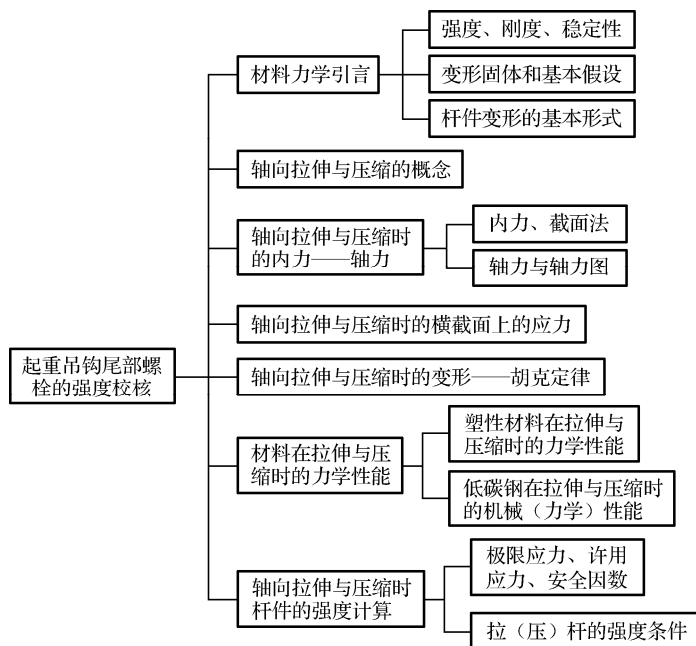 强度、刚度、稳定性
材料力学引言
变形固体和基本假设
杆件变形的基本形式
轴向拉伸与压缩的概念
轴向拉伸与压缩时
的内力——轴力
内力、截面法
轴力与轴力图
轴向拉伸与压缩时的横截面上的应力
起重吊钩尾部螺
栓的强度校核
轴向拉伸与压缩时的变形——胡克定律
材料在拉伸与压
缩时的力学性能
塑性材料在拉伸与
压缩时的力学性能
低碳钢在拉伸与压缩时
的机械（力学）性能
轴向拉伸与压缩时
杆件的强度计算
极限应力、许用
应力、安全因数
拉（压）杆的强度条件